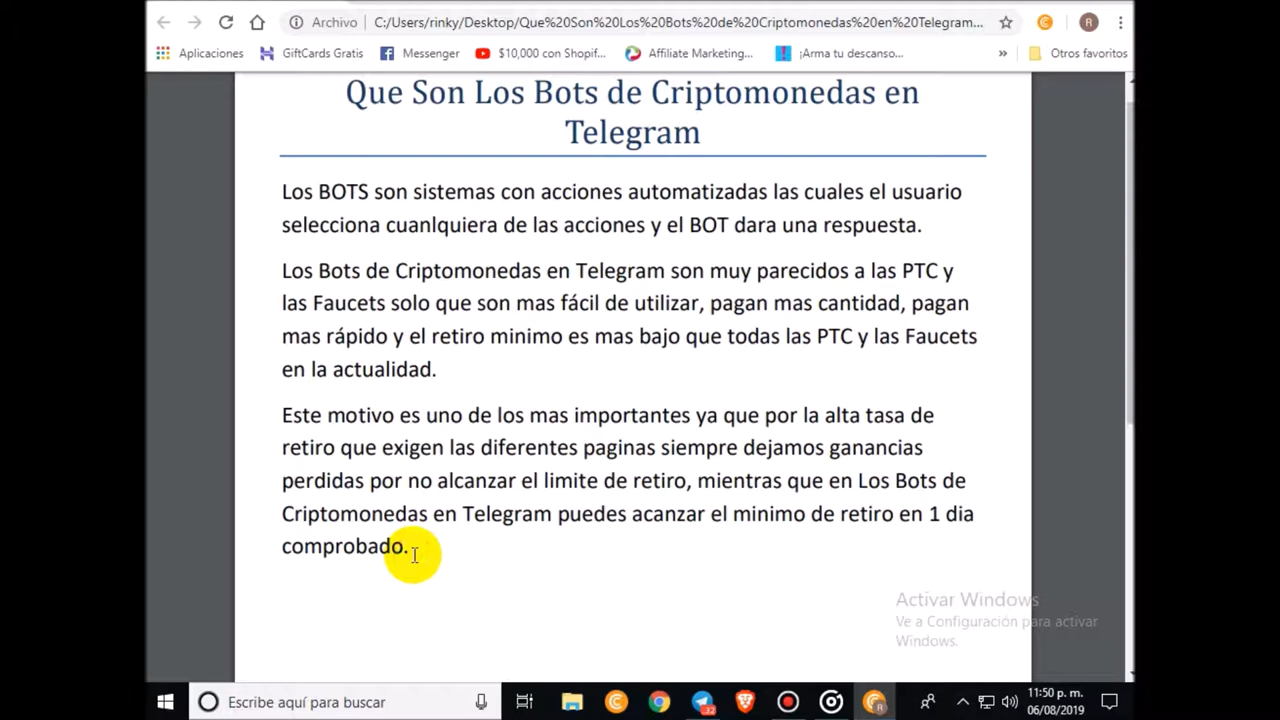 Archivo
C:/Users/rinky/Desktop/Que%20Son%20Los%20Bots%20de%20Criptomonedas%20en%20Telegram...
R
Aplicaciones
GiftCards Gratis
Messenger
$10,000 con Shopif...
Affiliate Marketing...
¡Arma tu descanso...
»
Otros favoritos
Que Son Los Bots de Criptomonedas en
Telegram
Los BOTS son sistemas con acciones automatizadas las cuales el usuario
selecciona cuanlquiera de las acciones y el BOT dara una respuesta.
Los Bots de Criptomonedas en Telegram son muy parecidos a las PTC y
las Faucets solo que son mas fácil de utilizar, pagan mas cantidad, pagan
mas rápido y el retiro minimo es mas bajo que todas las PTC y las Faucets
en la actualidad.
Este motivo es uno de los mas importantes ya que por la alta tasa de
retiro que exigen las diferentes paginas siempre dejamos ganancias
perdidas por no alcanzar el limite de retiro, mientras que en Los Bots de
Criptomonedas en Telegram puedes acanzar el minimo de retiro en 1 dia
comprobado.
Activar Windows
Ve a Configuración para activar
Windows.
Escribe aquí para buscar
32
R
11:50 p. m.
06/08/2019